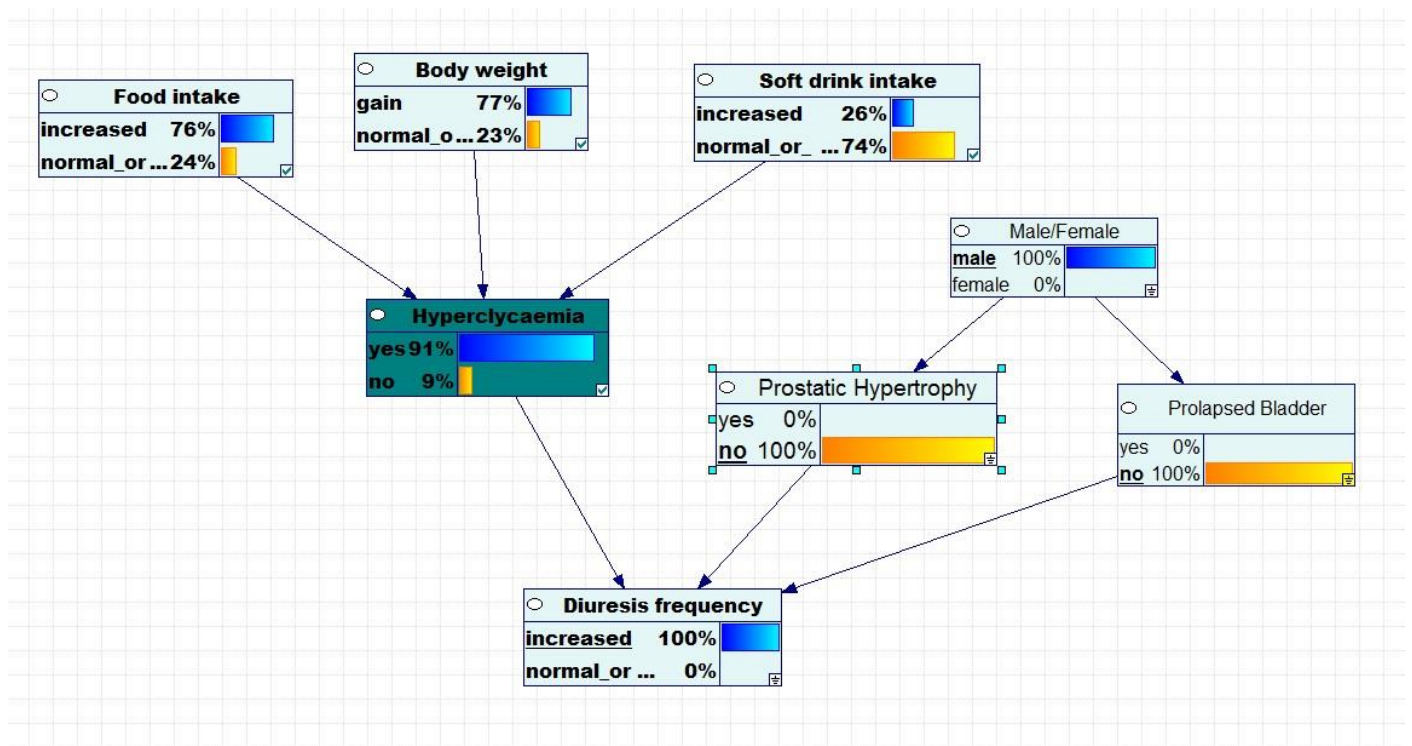 Body weight
gain 77%
normal_o...23%
Food intake
increased 76%
normal_or ...24%
Soft drink intake
increased 26%
normal_or_ ...74%
Male/Female
male 100%
female 0%
Hyperclycaemia
yes 91%
no 9%
Prostatic Hypertrophy
yes 0%
no 100%
Prolapsed Bladder
yes 0%
no 100%
Diuresis frequency
increased 100%
normal_or ... 0%